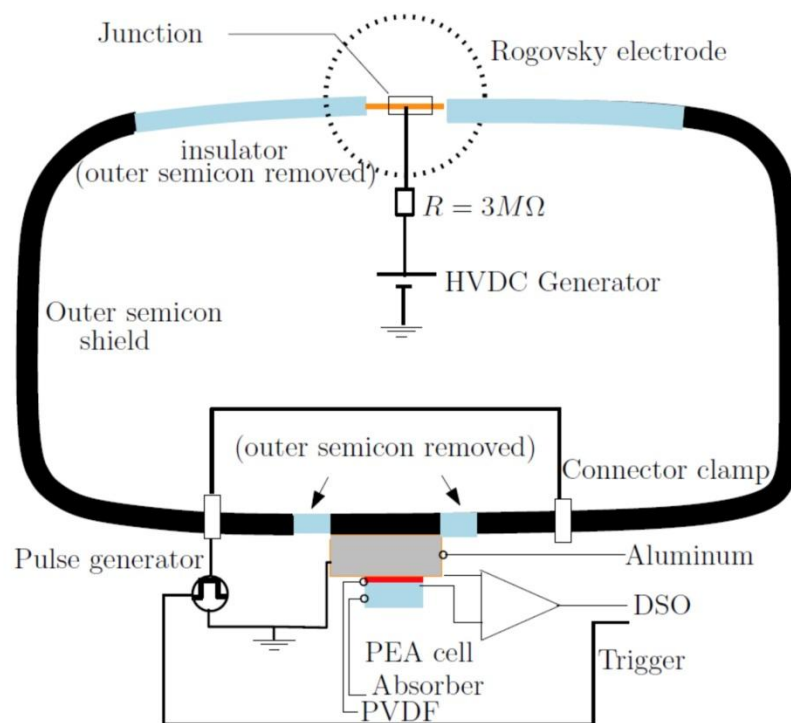 Junction
Rogovsky electrode
insulator
(outer semicon removed)
R = 3MΩ
HVDC Generator
Outer semicon
shield
(outer semicon removed)
Connector clamp
Pulse generator
Aluminum
DSO
PEA cell
Trigger
Absorber
PVDF